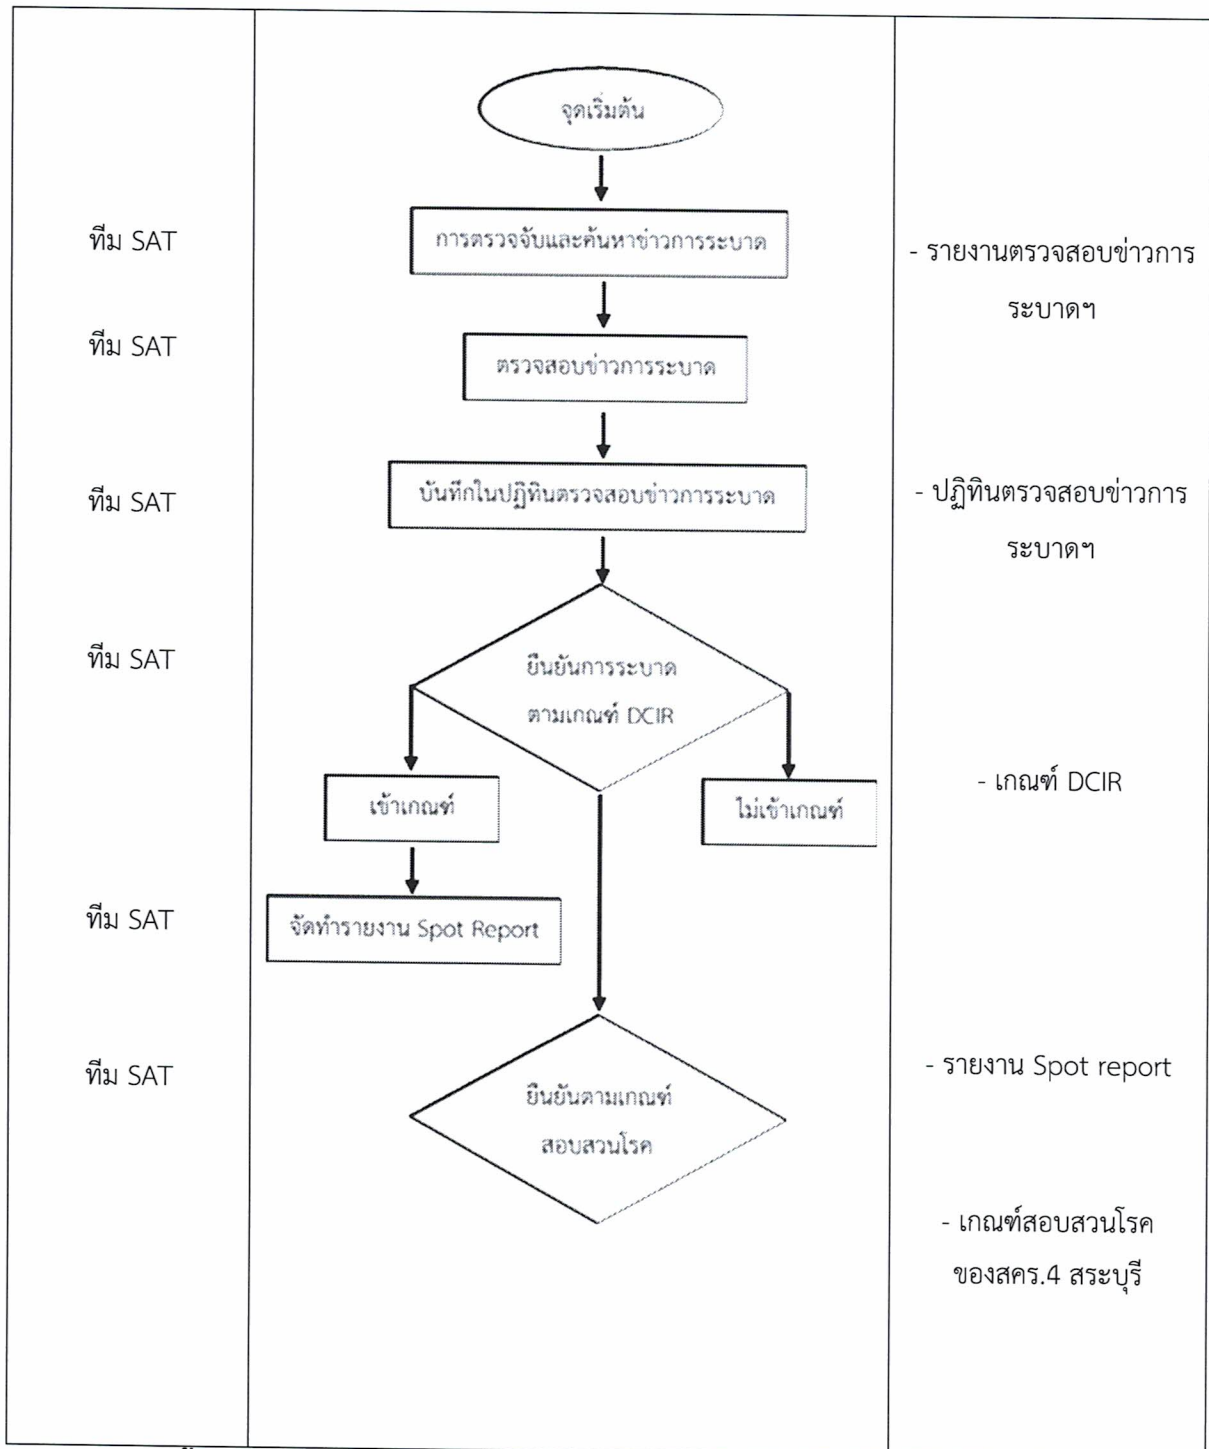 จุดเริ่มต้น
ทีม SAT
การตรวจจับและค้นหาข่าวการระบาด
- รายงานตรวจสอบข่าวการ
ระบาดฯ
ทีม SAT
ตรวจสอบข่าวการระบาด
ทีม SAT
บันทึกในปฏิทินตรวจสอบข่าวการระบาด
- ปฏิทินตรวจสอบข่าวการ
ระบาดฯ
ทีม SAT
ยืนยันการระบาด
ตามเกณฑ์ DCIR
เข้าเกณฑ์
ไม่เข้าเกณฑ์
- เกณฑ์ DCIR
ทีม SAT
จัดทำรายงาน Spot Report
ทีม SAT
ยืนยันตามเกณฑ์
สอบสวนโรค
- รายงาน Spot report
- เกณฑ์สอบสวนโรค
ของสคร.4 สระบุรี